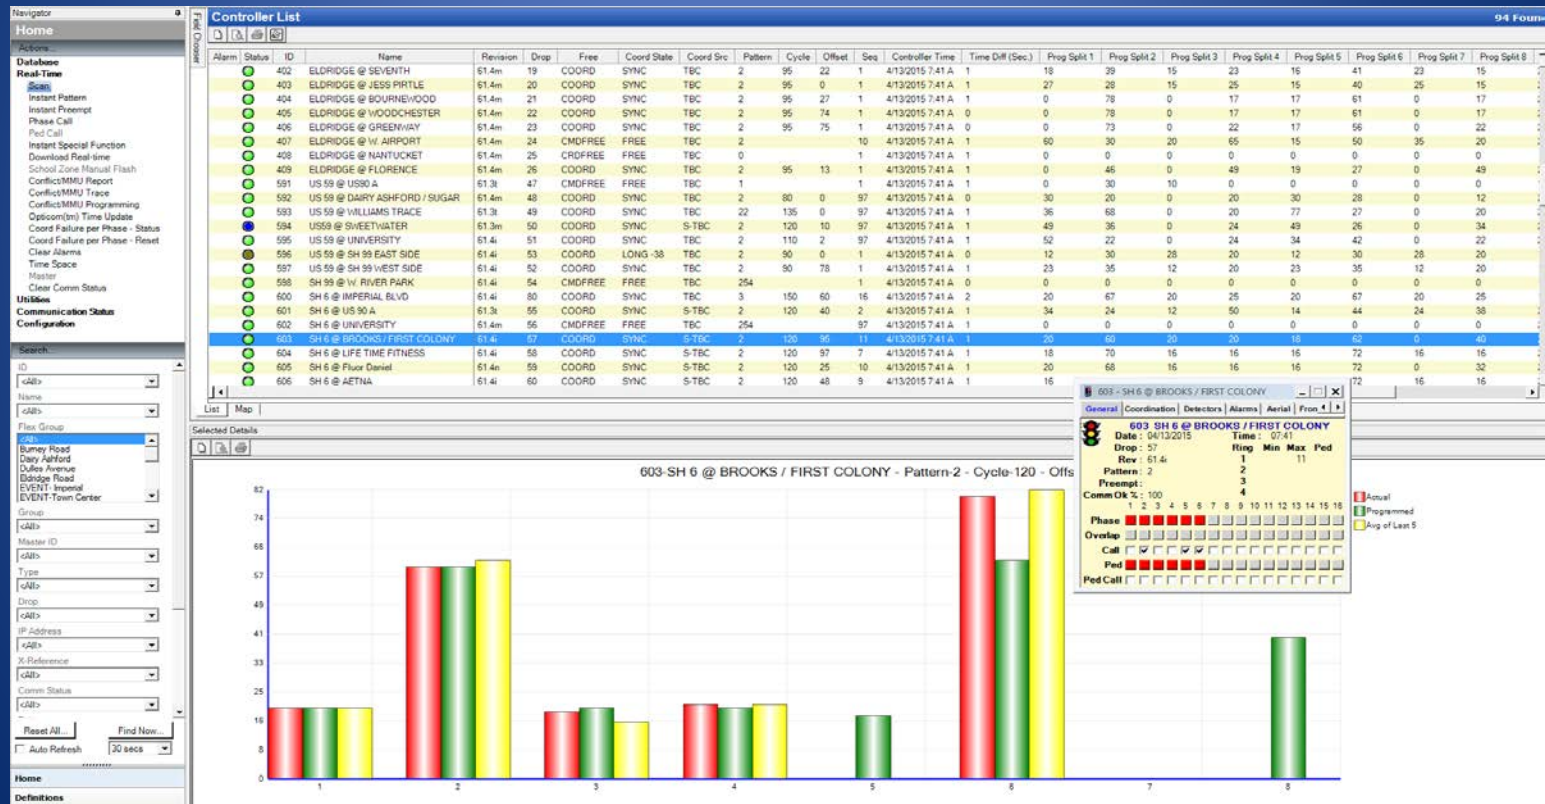 Navigator
Home
Actions...
Database
Real-Time
Scan
Instant Pattern
Instant Preempt
Phase Call
Ped Call
Instant Special Function
Download Real-time
School Zone Manual Flash
Conflict/MMU Report
Conflict/MMU Trace
Conflict/MMU Programming
Opticom(tm) Time Update
Coord Failure per Phase - Status
Coord Failure per Phase - Reset
Clear Alarms
Time Space
Master
Clear Comm Status
Utilities
Communication Status
Configuration
Search...
ID
<All>
Name
<All>
Flex Group
<All>
Burney Road
Dairy Ashford
Dulles Avenue
Eldridge Road
EVENT- Imperial
EVENT-Town Center
Group
<All>
Master ID
<All>
Type
<All>
Drop
<All>
IP Address
<All>
X-Reference
<All>
Comm Status
<All>
Reset All... Find Now...
Auto Refresh 30 secs
Home
Definitions
Field Chooser
Controller List 94 Foun
Alarm Status ID Name Revision Drop Free Coord State Coord Src Pattern Cycle Offset Seq Controller Time Time Diff (Sec.) Prog Split 1 Prog Split 2 Prog Split 3 Prog Split 4 Prog Split 5 Prog Split 6 Prog Split 7 Prog Split 8
402 ELDRIDGE @ SEVENTH 61.4m 19 COORD SYNC TBC 2 95 22 1 4/13/2015 7:41 A 1 18 39 15 23 16 41 23 15
403 ELDRIDGE @ JESS PIRTLE 61.4m 20 COORD SYNC TBC 2 95 0 1 4/13/2015 7:41 A 1 27 28 15 25 15 40 25 15
404 ELDRIDGE @ BOURNEWOOD 61.4m 21 COORD SYNC TBC 2 95 27 1 4/13/2015 7:41 A 1 0 78 0 17 17 61 0 17
405 ELDRIDGE @ WOODCHESTER 61.4m 22 COORD SYNC TBC 2 95 74 1 4/13/2015 7:41 A 0 0 78 0 17 17 61 0 17
406 ELDRIDGE @ GREENWAY 61.4m 23 COORD SYNC TBC 2 95 75 1 4/13/2015 7:41 A 0 0 73 0 22 17 56 0 22
407 ELDRIDGE @ W. AIRPORT 61.4m 24 CMDFREE FREE TBC 2 10 4/13/2015 7:41 A 1 60 30 20 65 15 50 35 20
408 ELDRIDGE @ NANTUCKET 61.4m 25 CRDFREE FREE TBC 0 1 4/13/2015 7:41 A 1 0 0 0 0 0 0 0 0
409 ELDRIDGE @ FLORENCE 61.4m 26 COORD SYNC TBC 2 95 13 1 4/13/2015 7:41 A 1 0 46 0 49 19 27 0 49
591 US 59 @ US90 A 61.3t 47 CMDFREE FREE TBC 1 1 4/13/2015 7:41 A 1 0 30 10 0 0 0 0 0
592 US 59 @ DAIRY ASHFORD / SUGAR 61.4m 48 COORD SYNC TBC 2 80 0 97 4/13/2015 7:41 A 0 30 20 0 20 30 28 0 12
593 US 59 @ WILLIAMS TRACE 61.3t 49 COORD SYNC TBC 22 135 0 97 4/13/2015 7:41 A 1 36 68 0 20 77 27 0 20
594 US59 @ SWEETWATER 61.3m 50 COORD SYNC S-TBC 2 120 10 97 4/13/2015 7:41 A 1 49 36 0 24 49 26 0 34
595 US 59 @ UNIVERSITY 61.4i 51 COORD SYNC TBC 2 110 2 97 4/13/2015 7:41 A 1 52 22 0 24 34 42 0 22
596 US 59 @ SH 99 EAST SIDE 61.4i 53 COORD LONG -38 TBC 2 90 0 1 4/13/2015 7:41 A 0 12 30 28 20 12 30 28 20
597 US 59 @ SH 99 WEST SIDE 61.4i 52 COORD SYNC TBC 2 90 78 1 4/13/2015 7:41 A 1 23 35 12 20 23 35 12 20
598 SH 99 @ W. RIVER PARK 61.4i 54 CMDFREE FREE TBC 254 1 4/13/2015 7:41 A 0 0 0 0 0 0 0 0 0
600 SH 6 @ IMPERIAL BLVD 61.4i 80 COORD SYNC TBC 3 150 60 16 4/13/2015 7:41 A 2 20 67 20 25 20 67 20 25
601 SH 6 @ US 90 A 61.3t 55 COORD SYNC S-TBC 2 120 40 2 4/13/2015 7:41 A 1 34 24 12 50 14 44 24 38
602 SH 6 @ UNIVERSITY 61.4m 56 CMDFREE FREE TBC 254 97 4/13/2015 7:41 A 1 0 0 0 0 0 0 0 0
603 SH 6 @ BROOKS / FIRST COLONY 61.4i 57 COORD SYNC S-TBC 2 120 95 11 4/13/2015 7:41 A 1 20 60 20 20 18 62 0 40
604 SH 6 @ LIFE TIME FITNESS 61.4i 58 COORD SYNC S-TBC 2 120 97 7 4/13/2015 7:41 A 1 18 70 16 16 16 72 16 16
605 SH 6 @ Fluor Daniel 61.4n 59 COORD SYNC S-TBC 2 120 25 10 4/13/2015 7:41 A 1 20 68 16 16 16 72 0 32
606 SH 6 @ AETNA 61.4i 60 COORD SYNC S-TBC 2 120 48 9 4/13/2015 7:41 A 1 16 72 16 16
List Map
Selected Details
603-SH 6 @ BROOKS / FIRST COLONY - Pattern-2 - Cycle-120 - Offs
82
74
66
57
49
41
33
25
16
8
0
1 2 3 4 5 6 7 8
Actual
Programmed
Avg of Last 5
603 - SH 6 @ BROOKS / FIRST COLONY
General Coordination Detectors Alarms Aerial Fron
603 SH 6 @ BROOKS / FIRST COLONY
Date : 04/13/2015 Time : 07:41
Drop : 57 Ring Min Max Ped
Rev : 61.4i 1 11
Pattern : 2 2
Preempt : 3
Comm Ok % : 100 4
1 2 3 4 5 6 7 8 9 10 11 12 13 14 15 16
Phase
Overlap
Call
Ped
Ped Call